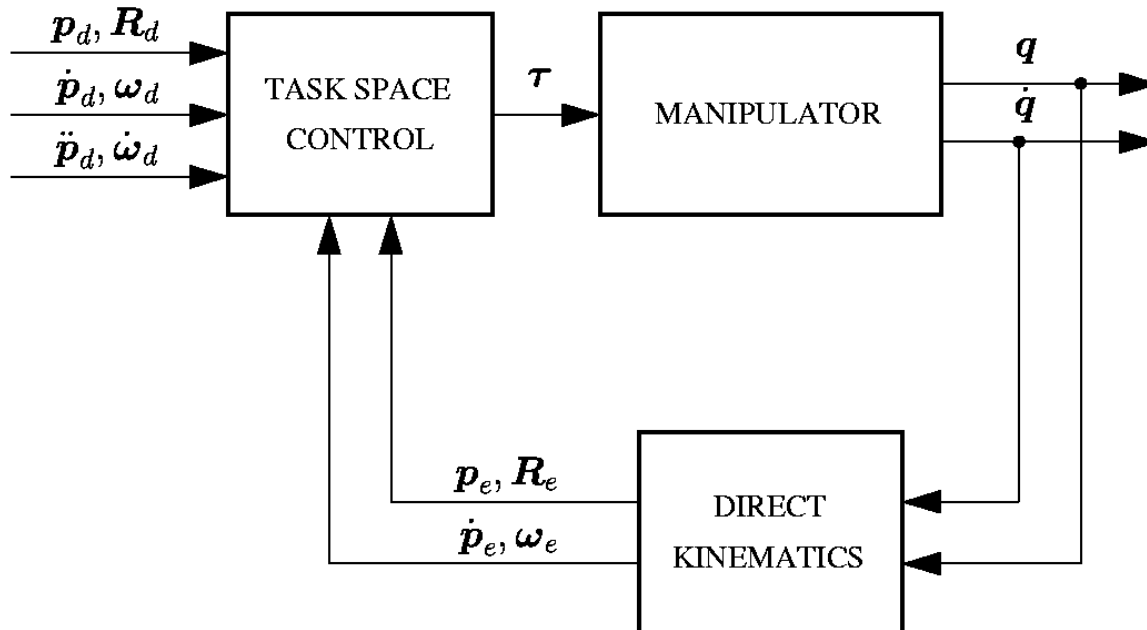 𝒑_d, 𝑹_d
𝒑̇_d, 𝝎_d
𝒑̈_d, 𝝎̇_d
TASK SPACE
CONTROL
𝝉
MANIPULATOR
𝒒
𝒒̇
𝒑_e, 𝑹_e
𝒑̇_e, 𝝎_e
DIRECT
KINEMATICS